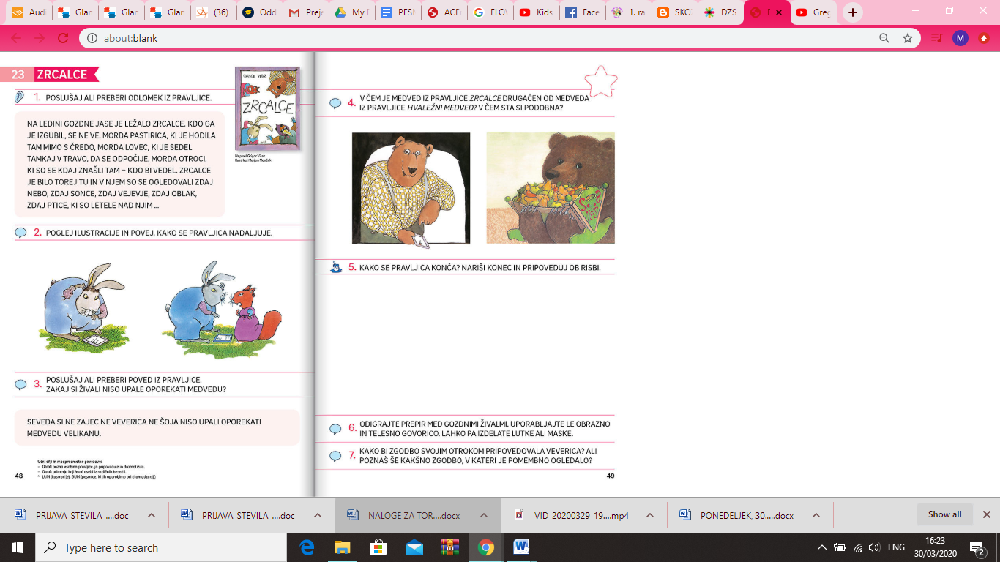 Audi
Glan
Glan
Glan
(36)
Odd
Preje
My D
PESN
ACFr
FLOV
Kids
Face
1. ra
SKOZ
DZS
Greg
about:blank
M
23 ZRCALCE
1. POSLUŠAJ ALI PREBERI ODLOMEK IZ PRAVLJICE.
GRIGOR VITEZ
ZRCALCE
NA LEDINI GOZDNE JASE JE LEŽALO ZRCALCE. KDO GA
JE IZGUBIL, SE NE VE. MORDA PASTIRICA, KI JE HODILA
TAM MIMO S ČREDO, MORDA LOVEC, KI JE SEDEL
TAMKAJ V TRAVO, DA SE ODPOČIJE, MORDA OTROCI,
KI SO SE KDAJ ZNAŠLI TAM – KDO BI VEDEL. ZRCALCE
JE BILO TOREJ TU IN V NJEM SO SE OGLEDOVALI ZDAJ
NEBO, ZDAJ SONCE, ZDAJ VEJEVJE, ZDAJ OBLAK,
ZDAJ PTICE, KI SO LETELE NAD NJIM ...
Napisal Grigor Vitez
Ilustriral Marjan Manček
2. POGLEJ ILUSTRACIJE IN POVEJ, KAKO SE PRAVLJICA NADALJUJE.
3. POSLUŠAJ ALI PREBERI POVED IZ PRAVLJICE.
ZAKAJ SI ŽIVALI NISO UPALE OPOREKATI MEDVEDU?
SEVEDA SI NE ZAJEC NE VEVERICA NE ŠOJA NISO UPALI OPOREKATI
MEDVEDU VELIKANU.
Učni cilji in medpredmetne povezave:
– Otrok pozna vsebino pravljice, jo pripoveduje in dramatizira.
– Otrok primerja književni osebi iz različnih besedil.
* LUM (ilustracije), GUM (pesmice, ki jih uporabimo pri dramatizaciji)
48
4. V ČEM JE MEDVED IZ PRAVLJICE ZRCALCE DRUGAČEN OD MEDVEDA
IZ PRAVLJICE HVALEŽNI MEDVED? V ČEM STA SI PODOBNA?
5. KAKO SE PRAVLJICA KONČA? NARIŠI KONEC IN PRIPOVEDUJ OB RISBI.
6. ODIGRAJTE PREPIR MED GOZDNIMI ŽIVALMI. UPORABLJAJTE LE OBRAZNO
IN TELESNO GOVORICO. LAHKO PA IZDELATE LUTKE ALI MASKE.
7. KAKO BI ZGODBO SVOJIM OTROKOM PRIPOVEDOVALA VEVERICA? ALI
POZNAŠ ŠE KAKŠNO ZGODBO, V KATERI JE POMEMBNO OGLEDALO?
49
PRIJAVA_STEVILA_....doc
PRIJAVA_STEVILA_....doc
NALOGE ZA TOR....docx
VID_20200329_19....mp4
PONEDELJEK, 30.....docx
Show all
Type here to search
ENG
16:23
30/03/2020
2